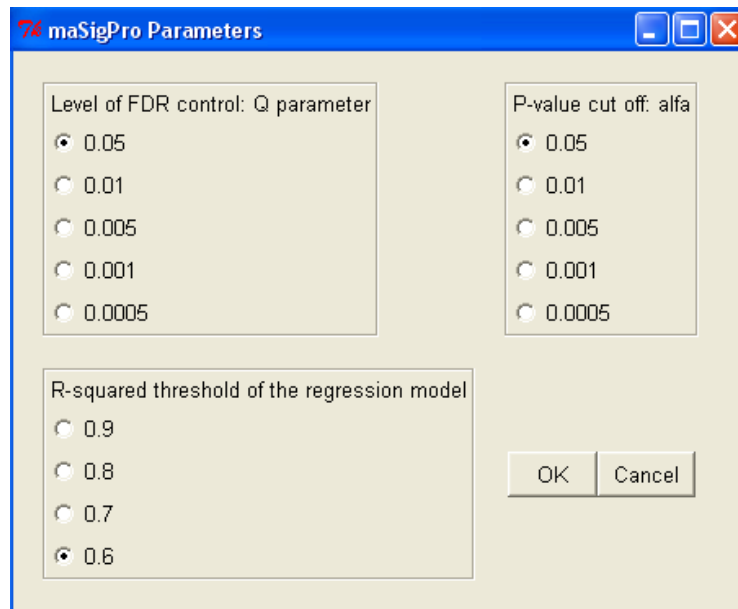 maSigPro Parameters
Level of FDR control: Q parameter
0.05
0.01
0.005
0.001
0.0005
P-value cut off: alfa
0.05
0.01
0.005
0.001
0.0005
R-squared threshold of the regression model
0.9
0.8
0.7
0.6
OK Cancel